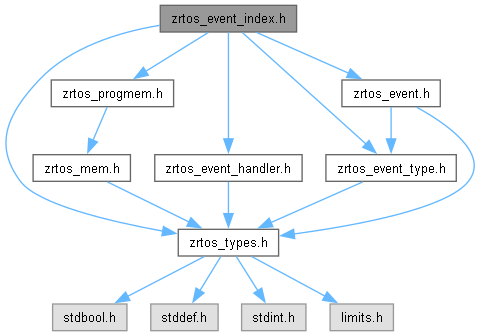 zrtos_event_index.h
zrtos_progmem.h
zrtos_event.h
zrtos_mem.h
zrtos_event_handler.h
zrtos_event_type.h
zrtos_types.h
stdbool.h
stddef.h
stdint.h
limits.h